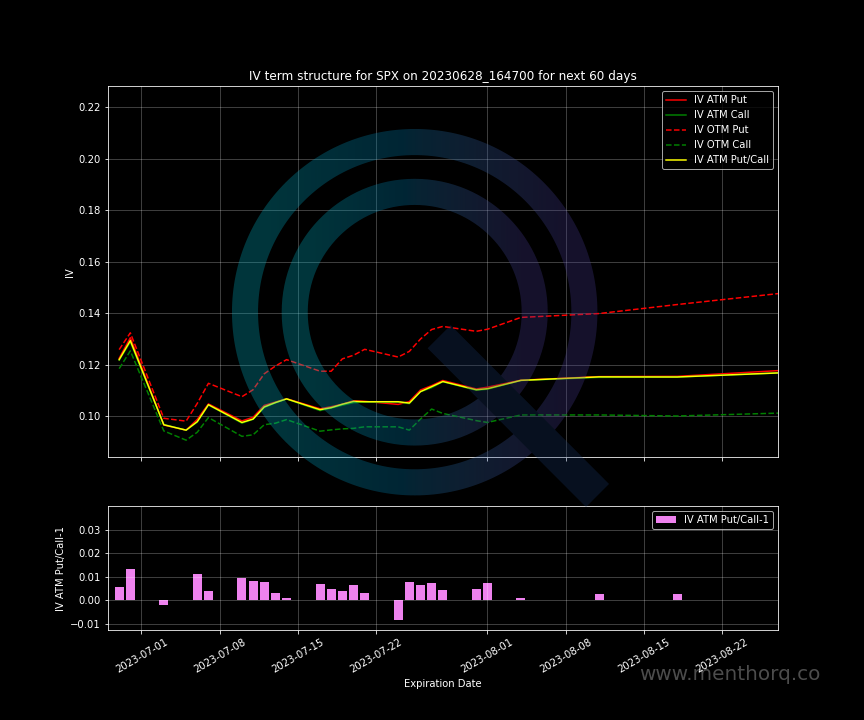 IV term structure for SPX on 20230628_164700 for next 60 days
IV ATM Put
IV ATM Call
IV OTM Put
IV OTM Call
IV ATM Put/Call
0.22
0.20
0.18
0.16
0.14
0.12
0.10
IV
IV ATM Put/Call-1
0.03
0.02
0.01
0.00
−0.01
IV ATM Put/Call-1
2023-07-01
2023-07-08
2023-07-15
2023-07-22
2023-08-01
2023-08-08
2023-08-15
2023-08-22
www.menthorq.co
Expiration Date